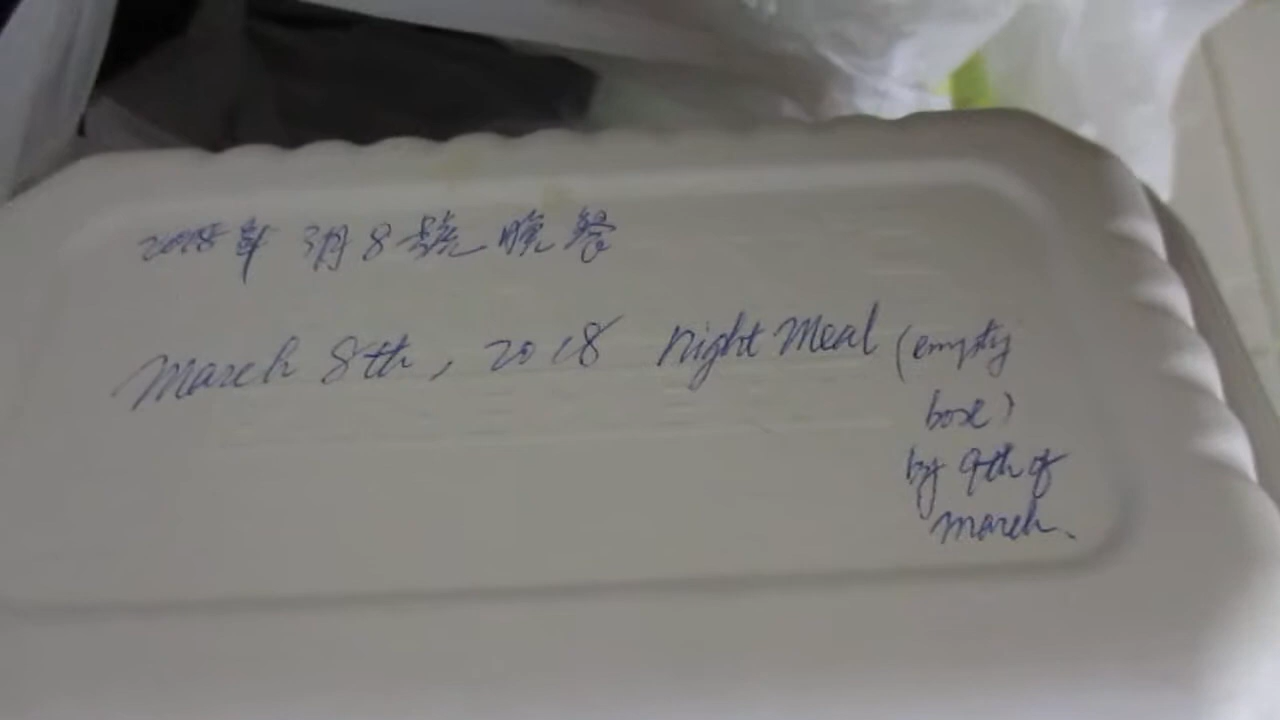 2018年 3月8號晚餐
March 8th, 2018 Night Meal (empty
box)
by 9th of
march.